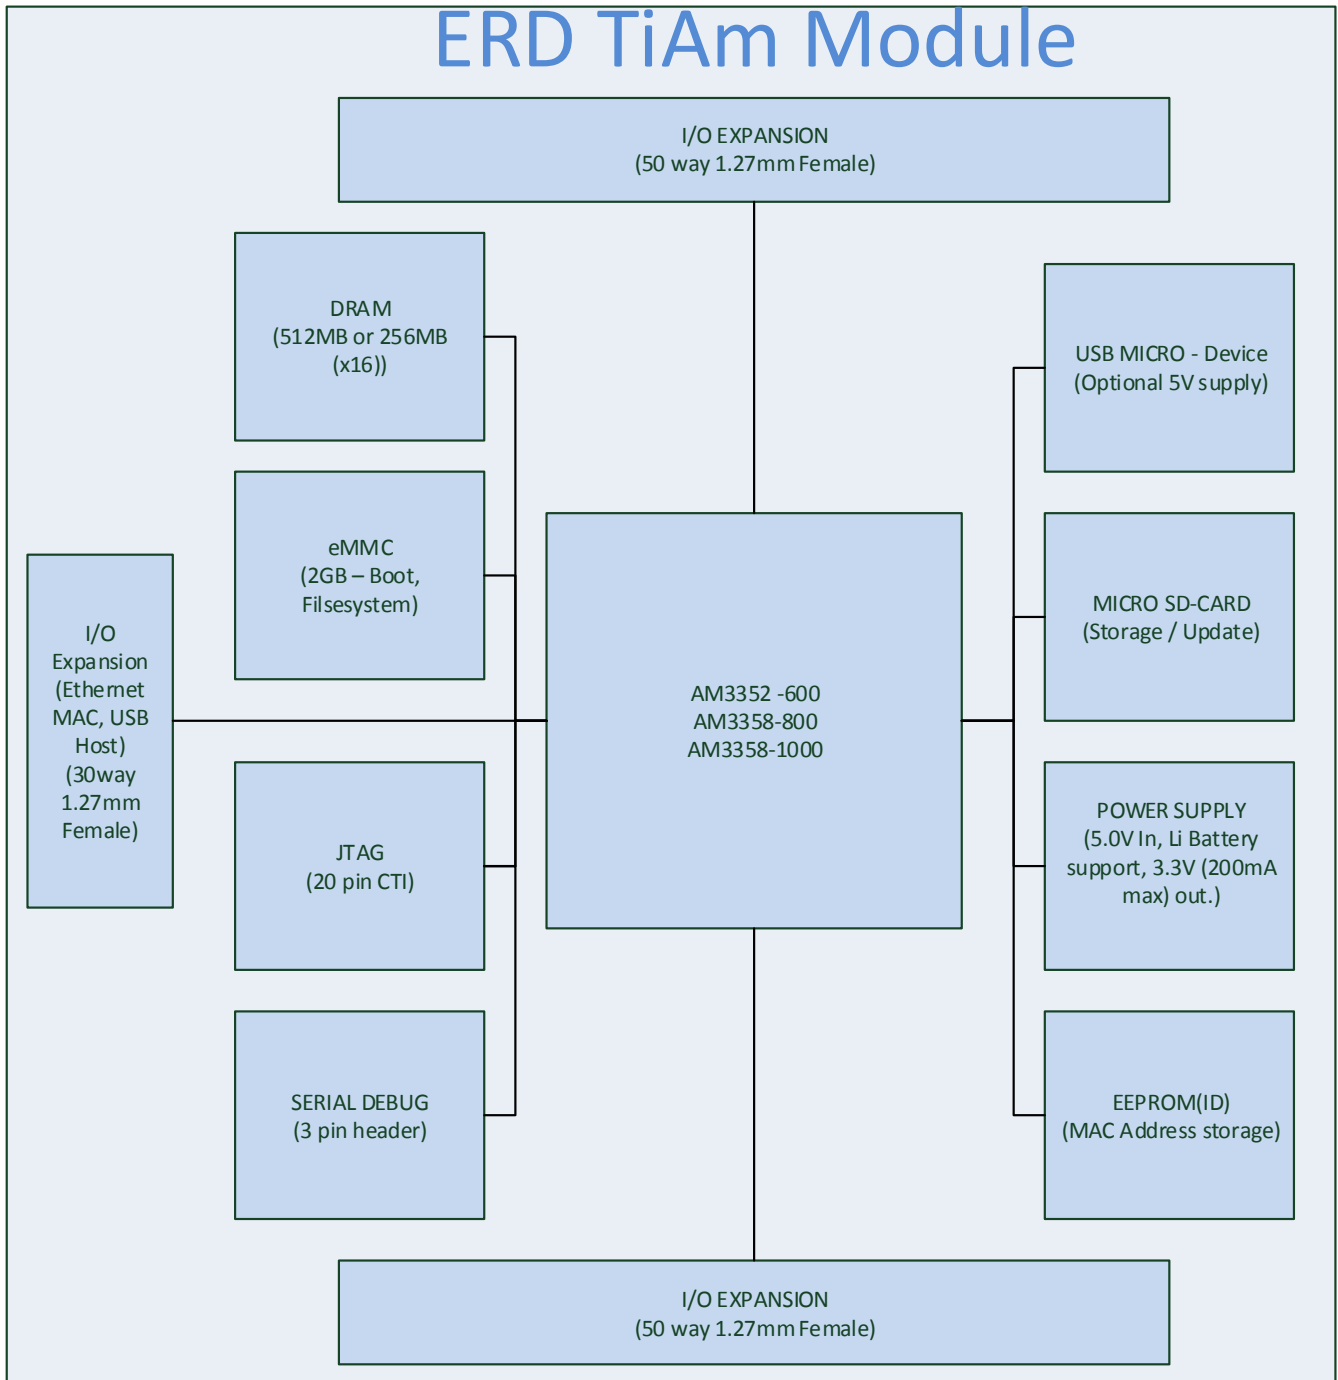 ERD TiAm Module
I/O EXPANSION
(50 way 1.27mm Female)
DRAM
(512MB or 256MB
(x16))
USB MICRO - Device
(Optional 5V supply)
eMMC
(2GB – Boot,
Filsesystem)
MICRO SD-CARD
(Storage / Update)
I/O
Expansion
(Ethernet
MAC, USB
Host)
(30way
1.27mm
Female)
AM3352 -600
AM3358-800
AM3358-1000
JTAG
(20 pin CTI)
POWER SUPPLY
(5.0V In, Li Battery
support, 3.3V (200mA
max) out.)
SERIAL DEBUG
(3 pin header)
EEPROM(ID)
(MAC Address storage)
I/O EXPANSION
(50 way 1.27mm Female)